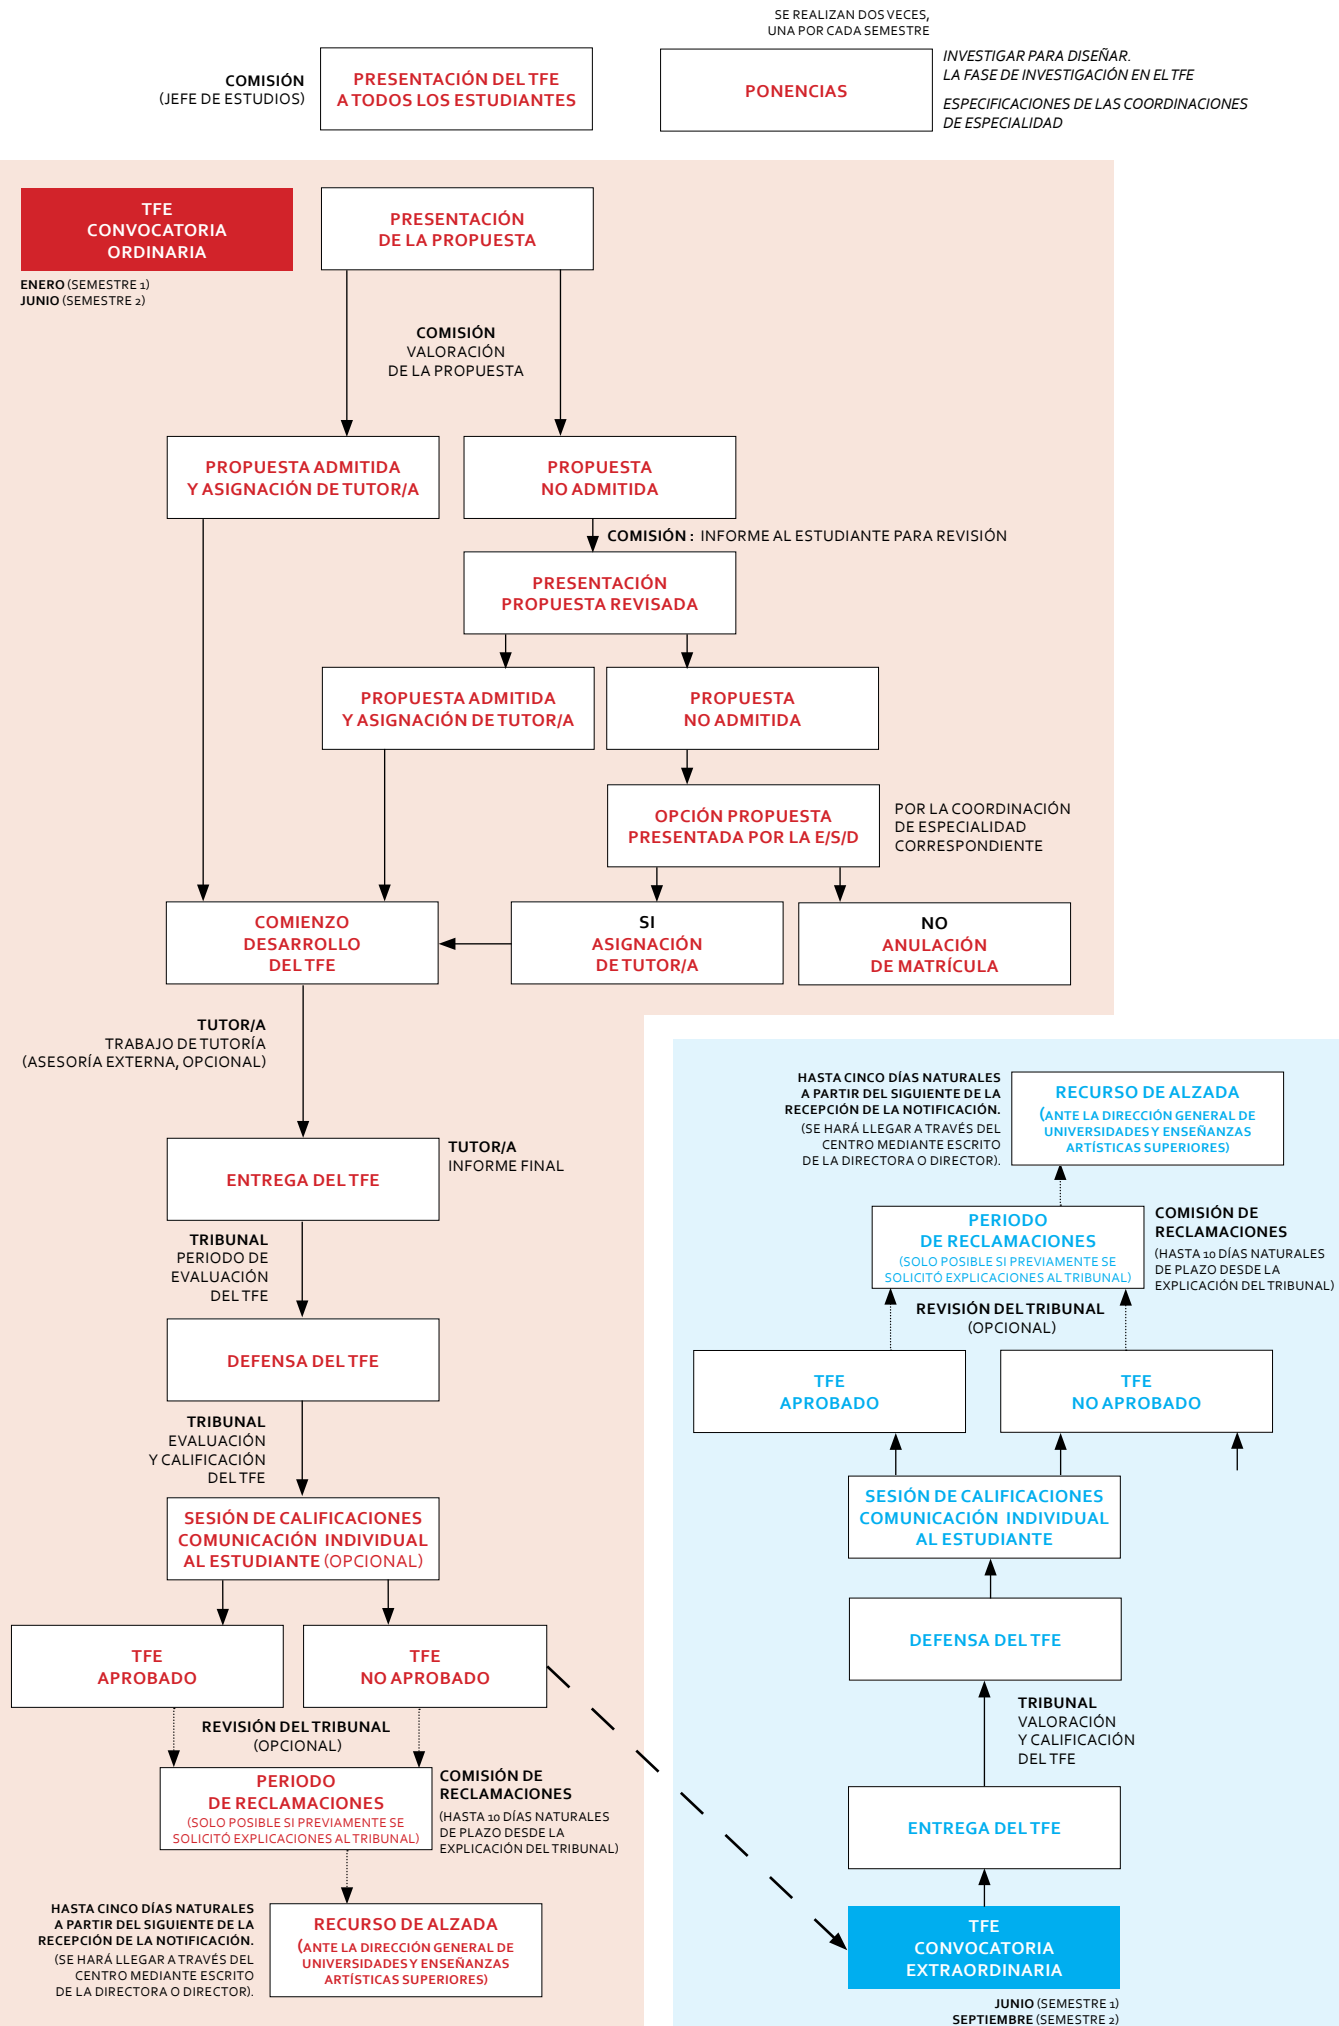 SE REALIZAN DOS VECES,
UNA POR CADA SEMESTRE
COMISIÓN
(JEFE DE ESTUDIOS)
PRESENTACIÓN DEL TFE
A TODOS LOS ESTUDIANTES
PONENCIAS
INVESTIGAR PARA DISEÑAR.
LA FASE DE INVESTIGACIÓN EN EL TFE
ESPECIFICACIONES DE LAS COORDINACIONES
DE ESPECIALIDAD
TFE
CONVOCATORIA
ORDINARIA
ENERO (SEMESTRE 1)
JUNIO (SEMESTRE 2)
PRESENTACIÓN
DE LA PROPUESTA
COMISIÓN
VALORACIÓN
DE LA PROPUESTA
PROPUESTA ADMITIDA
Y ASIGNACIÓN DE TUTOR/A
PROPUESTA
NO ADMITIDA
COMISIÓN : INFORME AL ESTUDIANTE PARA REVISIÓN
PRESENTACIÓN
PROPUESTA REVISADA
PROPUESTA ADMITIDA
Y ASIGNACIÓN DE TUTOR/A
PROPUESTA
NO ADMITIDA
OPCIÓN PROPUESTA
PRESENTADA POR LA E/S/D
POR LA COORDINACIÓN
DE ESPECIALIDAD
CORRESPONDIENTE
COMIENZO
DESARROLLO
DEL TFE
SI
ASIGNACIÓN
DE TUTOR/A
NO
ANULACIÓN
DE MATRÍCULA
TUTOR/A
TRABAJO DE TUTORÍA
(ASESORÍA EXTERNA, OPCIONAL)
ENTREGA DEL TFE
TUTOR/A
INFORME FINAL
TRIBUNAL
PERIODO DE
EVALUACIÓN
DEL TFE
DEFENSA DEL TFE
TRIBUNAL
EVALUACIÓN
Y CALIFICACIÓN
DEL TFE
SESIÓN DE CALIFICACIONES
COMUNICACIÓN INDIVIDUAL
AL ESTUDIANTE (OPCIONAL)
TFE
APROBADO
TFE
NO APROBADO
REVISIÓN DEL TRIBUNAL
(OPCIONAL)
PERIODO
DE RECLAMACIONES
(SOLO POSIBLE SI PREVIAMENTE SE
SOLICITÓ EXPLICACIONES AL TRIBUNAL)
COMISIÓN DE
RECLAMACIONES
(HASTA 10 DÍAS NATURALES
DE PLAZO DESDE LA
EXPLICACIÓN DEL TRIBUNAL)
HASTA CINCO DÍAS NATURALES
A PARTIR DEL SIGUIENTE DE LA
RECEPCIÓN DE LA NOTIFICACIÓN.
(SE HARÁ LLEGAR A TRAVÉS DEL
CENTRO MEDIANTE ESCRITO
DE LA DIRECTORA O DIRECTOR).
RECURSO DE ALZADA
(ANTE LA DIRECCIÓN GENERAL DE
UNIVERSIDADES Y ENSEÑANZAS
ARTÍSTICAS SUPERIORES)
HASTA CINCO DÍAS NATURALES
A PARTIR DEL SIGUIENTE DE LA
RECEPCIÓN DE LA NOTIFICACIÓN.
(SE HARÁ LLEGAR A TRAVÉS DEL
CENTRO MEDIANTE ESCRITO
DE LA DIRECTORA O DIRECTOR).
RECURSO DE ALZADA
(ANTE LA DIRECCIÓN GENERAL DE
UNIVERSIDADES Y ENSEÑANZAS
ARTÍSTICAS SUPERIORES)
PERIODO
DE RECLAMACIONES
(SOLO POSIBLE SI PREVIAMENTE SE
SOLICITÓ EXPLICACIONES AL TRIBUNAL)
COMISIÓN DE
RECLAMACIONES
(HASTA 10 DÍAS NATURALES
DE PLAZO DESDE LA
EXPLICACIÓN DEL TRIBUNAL)
REVISIÓN DEL TRIBUNAL
(OPCIONAL)
TFE
APROBADO
TFE
NO APROBADO
SESIÓN DE CALIFICACIONES
COMUNICACIÓN INDIVIDUAL
AL ESTUDIANTE
DEFENSA DEL TFE
TRIBUNAL
VALORACIÓN
Y CALIFICACIÓN
DEL TFE
ENTREGA DEL TFE
TFE
CONVOCATORIA
EXTRAORDINARIA
JUNIO (SEMESTRE 1)
SEPTIEMBRE (SEMESTRE 2)